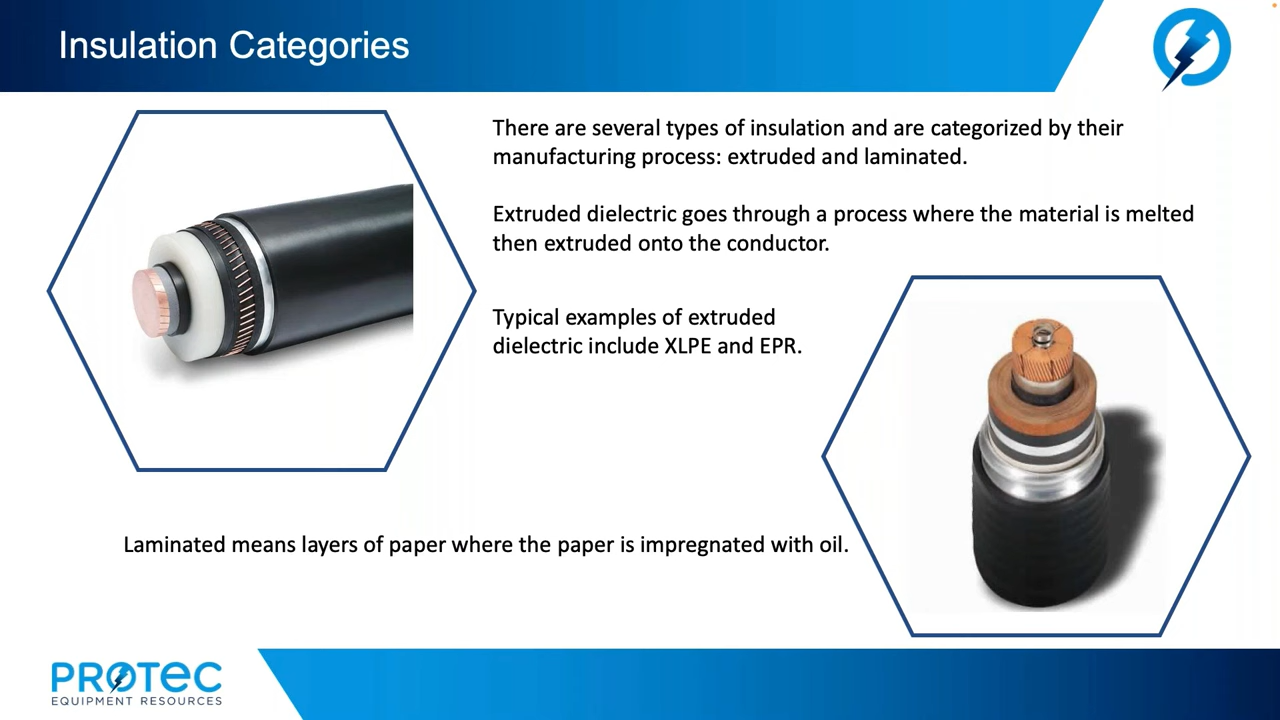 Insulation Categories
There are several types of insulation and are categorized by their
manufacturing process: extruded and laminated.
Extruded dielectric goes through a process where the material is melted
then extruded onto the conductor.
Typical examples of extruded
dielectric include XLPE and EPR.
Laminated means layers of paper where the paper is impregnated with oil.
PROTEC
EQUIPMENT RESOURCES